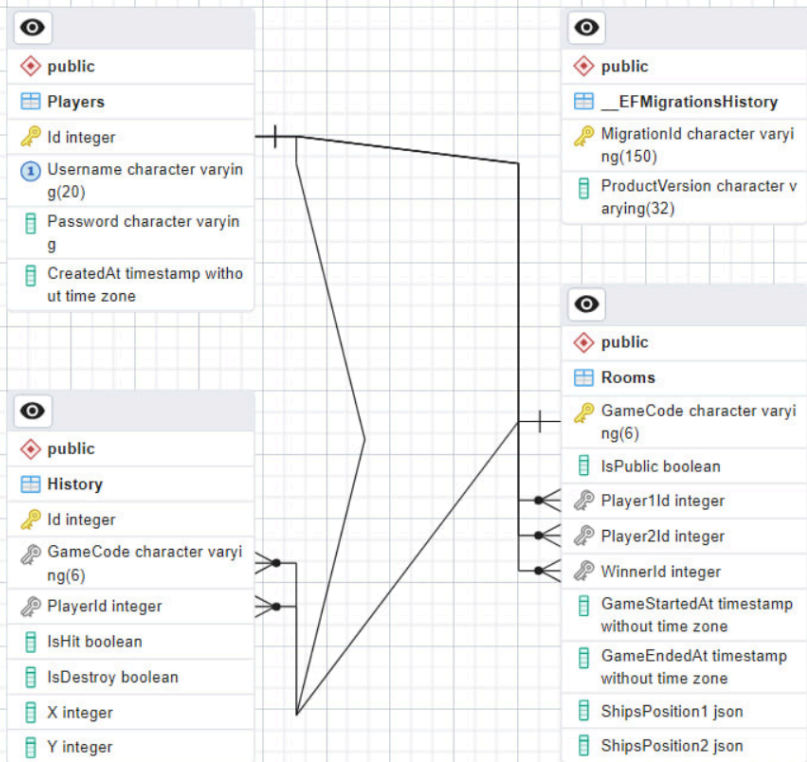 public
Players
Id integer
Username character varyin
g(20)
Password character varyin
g
CreatedAt timestamp witho
ut time zone
public
__EFMigrationsHistory
MigrationId character varyi
ng(150)
ProductVersion character v
arying(32)
public
History
Id integer
GameCode character varyi
ng(6)
PlayerId integer
IsHit boolean
IsDestroy boolean
X integer
Y integer
public
Rooms
GameCode character varyi
ng(6)
IsPublic boolean
Player1Id integer
Player2Id integer
WinnerId integer
GameStartedAt timestamp
without time zone
GameEndedAt timestamp
without time zone
ShipsPosition1 json
ShipsPosition2 json